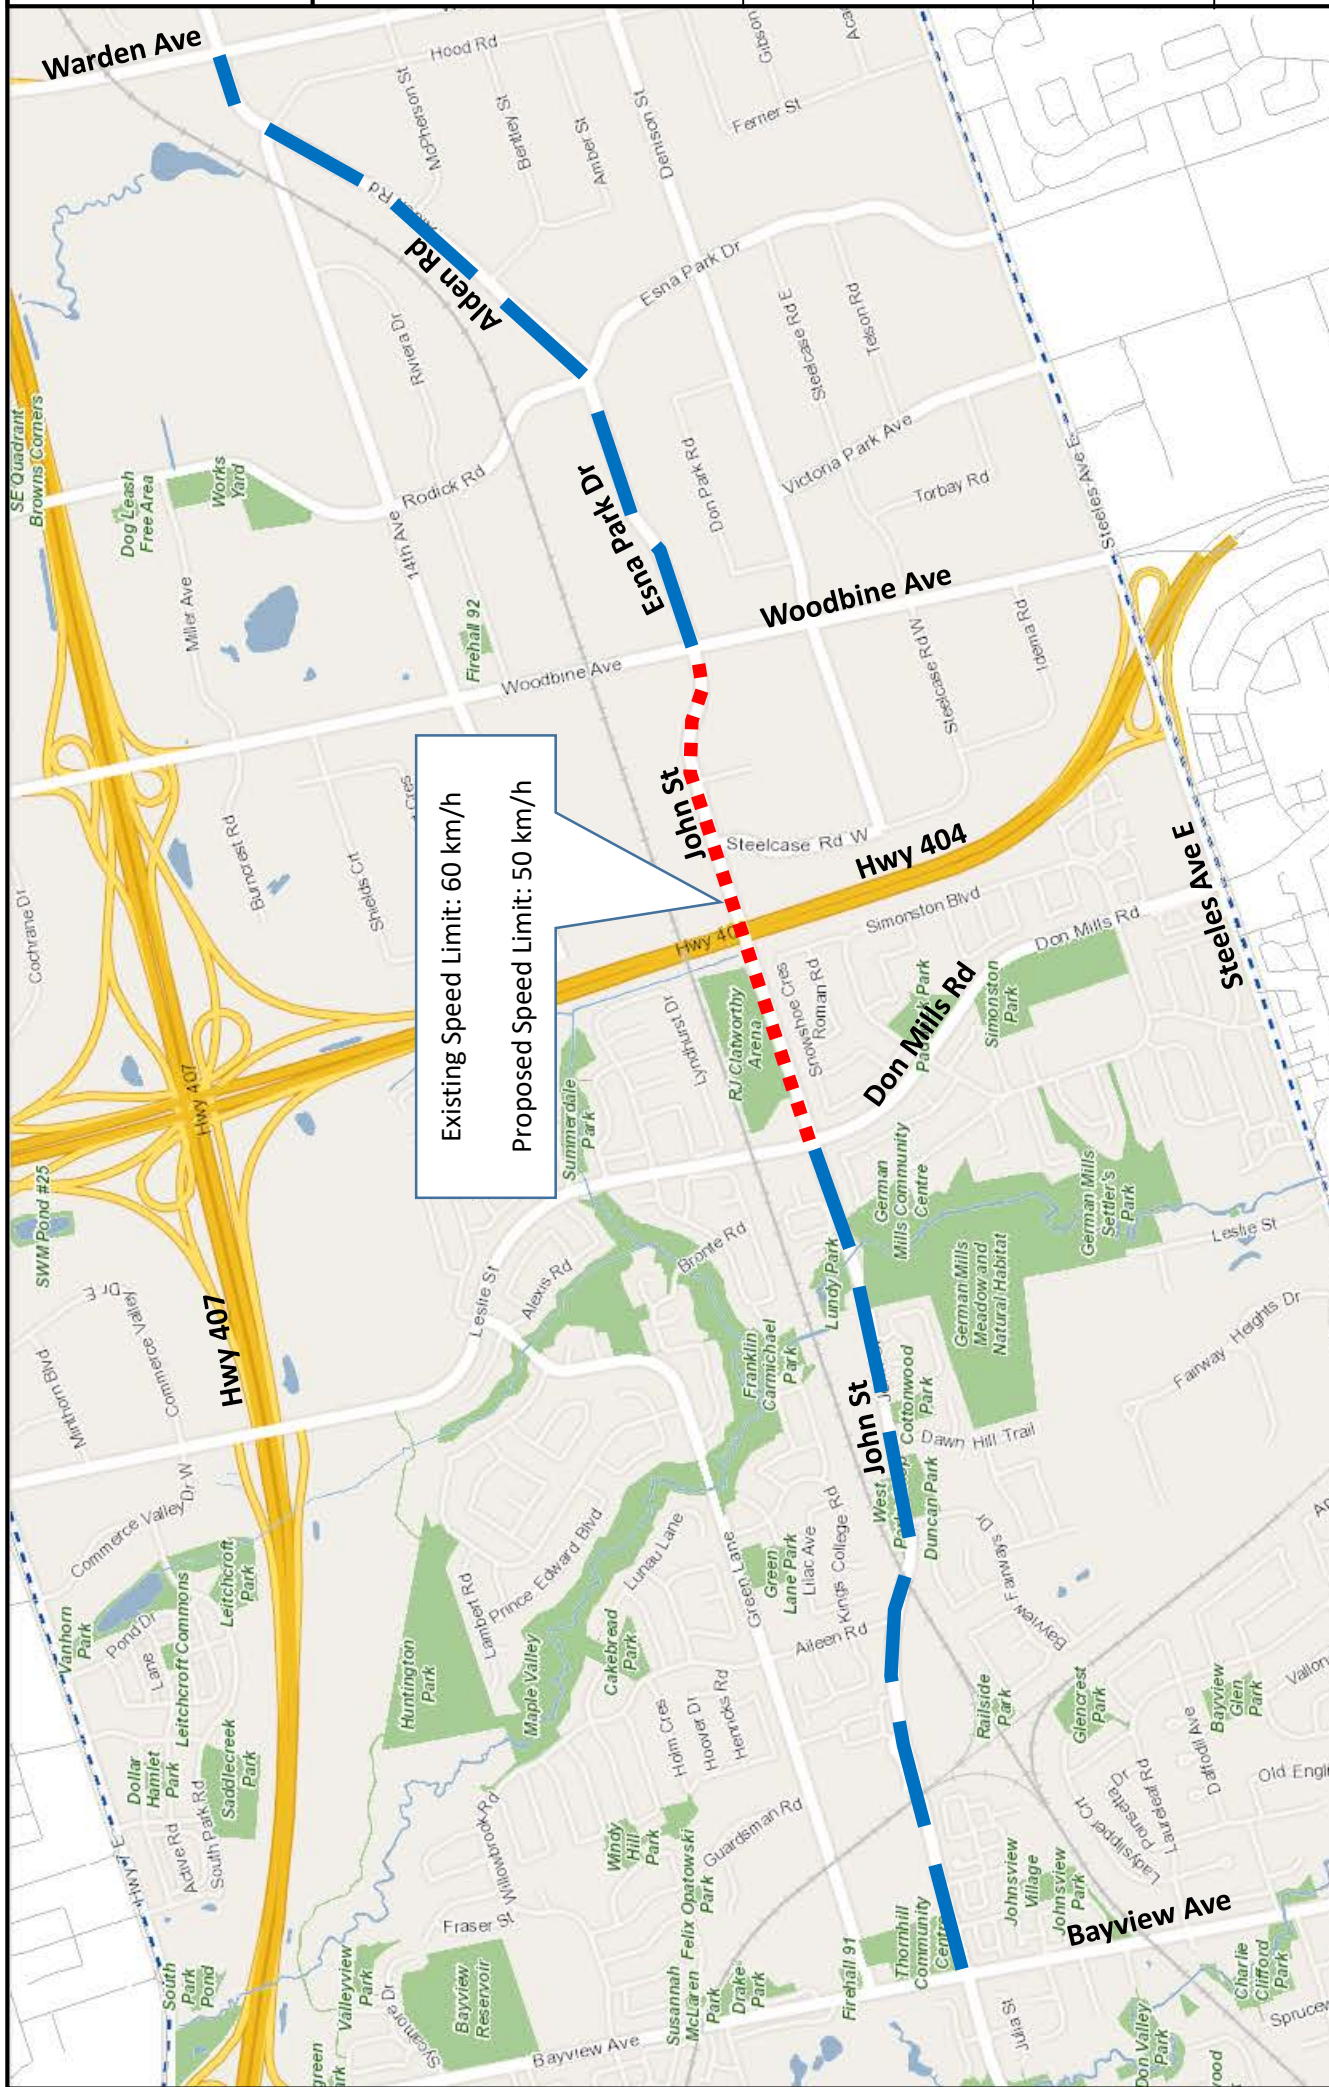 Warden Ave
Hood Rd
McPherson St
Bentley St
Amber St
Denison St
Gibson
Ferrier St
Alden Rd
Esna Park Dr
Riviera Dr
Steelcase Rd E
Telson Rd
SE Quadrant
Browns Corners
Dog Leash
Free Area
Works
Yard
14th Ave
Rodick Rd
Don Park Rd
Victoria Park Ave
Torbay Rd
Steeles Ave E
Esna Park Dr
Miller Ave
Firehall 92
Woodbine Ave
Woodbine Ave
Steelcase Rd W
Idema Rd
John St
Steelcase Rd W
Hwy 404
Cochrane Dr
Burncrest Rd
Shields Crt
Cres
Existing Speed Limit: 60 km/h
Proposed Speed Limit: 50 km/h
Simonston Blvd
Don Mills Rd
Steeles Ave E
Hwy 407
Summerdale
Park
Lyndhurst Dr
RJ Clatworthy
Arena
Snowshoe Cres
Roman Rd
Don Mills Rd
Simonston
Park
SWM Pond #25
Commerce Valley
Dr E
Minthorn Blvd
Hwy 407
Leslie St
Alexis Rd
Bronte Rd
Lundy Park
German
Mills Community
Centre
German Mills
Settler's
Park
Leslie St
German Mills
Meadow and
Natural Habitat
Franklin
Carmichael
Park
John St
Cottonwood
Park
Dawn Hill Trail
Fairway Heights Dr
Commerce Valley
Dr W
Vanhorn
Park
Pond Dr
Lane
Leitchcroft Commons
Leitchcroft
Park
Lambert Rd
Prince Edward Blvd
Lunau Lane
Green Lane
Green
Lane Park
Lilac Ave
Kings College Rd
West
Duncan Park
Bayview Fairways Dr
Huntington
Park
Maple Valley
Cakebread
Park
Aileen Rd
Dollar
Hamlet
Park
Saddlecreek
Park
Active Rd
South Park Rd
Hwy 7 E
Holm Cres
Hoover Dr
Henricks Rd
Railside
Park
Glencrest
Park
Bayview
Glen
Park
Daffodil Ave
Willowbrook Rd
Windy
Hill
Park
Guardsman Rd
Ladyslipper Crt
Poinsetta Dr
Laureleaf Rd
Fraser St
Felix Opatowski
Park
Thornhill
Community
Centre
Johnsview
Village
Johnsview
Park
Bayview Ave
South
Park
Pond
Valleyview
Park
Sycamore Dr
Bayview
Reservoir
Susannah
McLaren
Park
Drake
Park
Firehall 91
Charlie
Clifford
Park
Bayview Ave
Julia St
Don Valley
Park